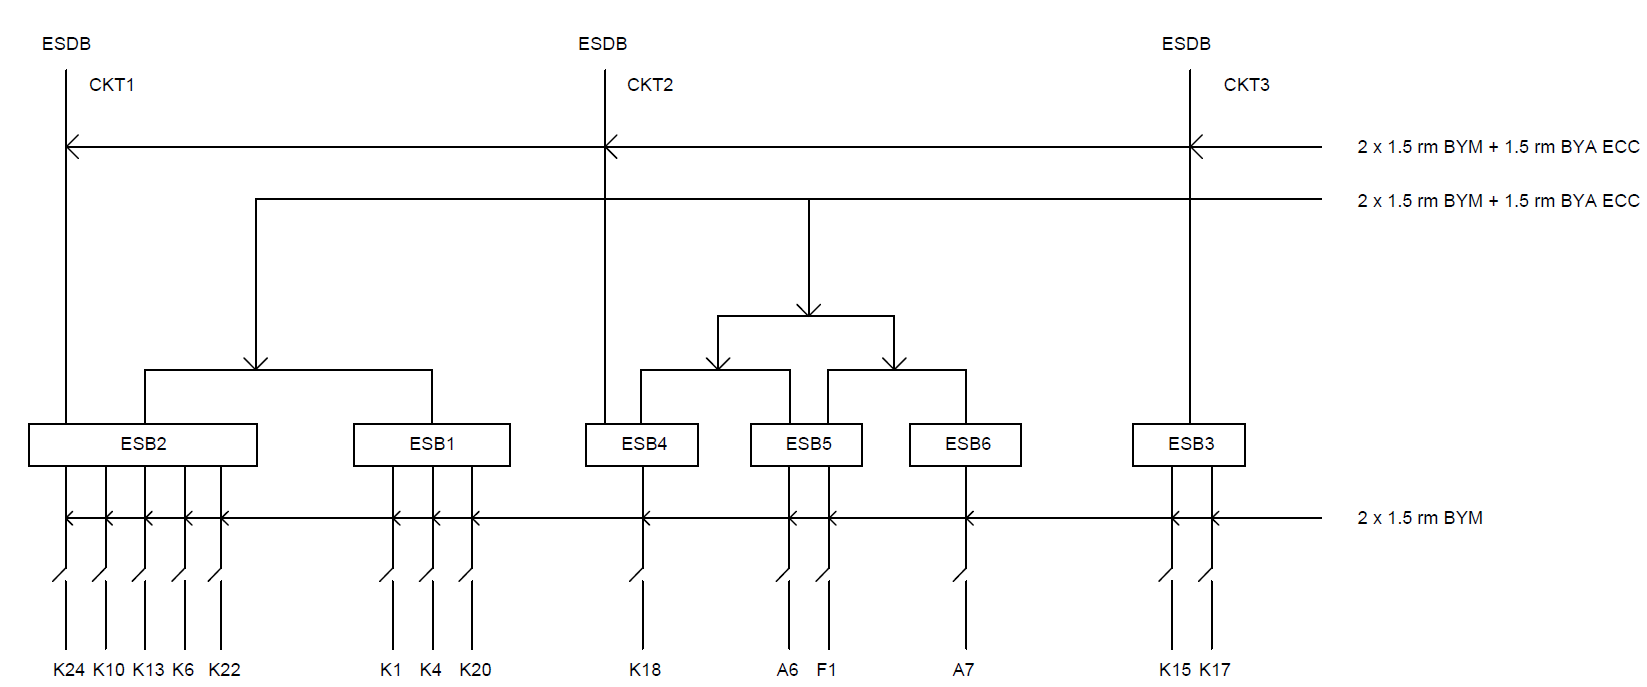 ESDB ESDB ESDB
CKT1 CKT2 CKT3
2 x 1.5 rm BYM + 1.5 rm BYA ECC
2 x 1.5 rm BYM + 1.5 rm BYA ECC
ESB2 ESB1 ESB4 ESB5 ESB6 ESB3
2 x 1.5 rm BYM
K24 K10 K13 K6 K22 K1 K4 K20 K18 A6 F1 A7 K15 K17